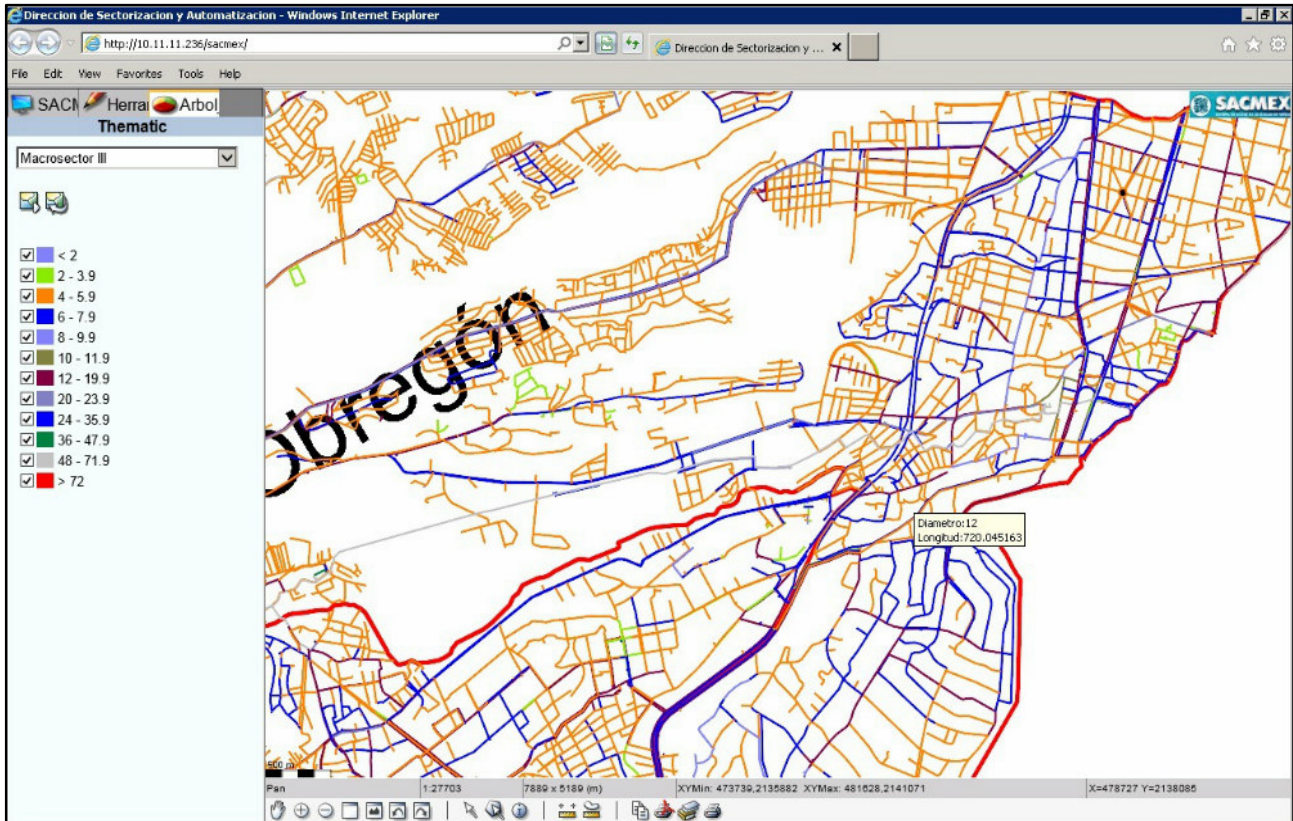 Direccion de Sectorizacion y Automatizacion - Windows Internet Explorer
http://10.11.11.236/sacmex/
Direccion de Sectorizacion y ...
File Edit View Favorites Tools Help
SACM Herrar Arbol
SACMEX
Thematic
Macrosector III
< 2
2 - 3.9
4 - 5.9
6 - 7.9
8 - 9.9
10 - 11.9
12 - 19.9
20 - 23.9
24 - 35.9
36 - 47.9
48 - 71.9
> 72
Obregón
Diametro:12
Longitud:720.045163
500 m
Pan 1:27703 7889 x 5189 (m) XYMin: 473739,2135882 XYMax: 481628,2141071 X=478727 Y=2138085